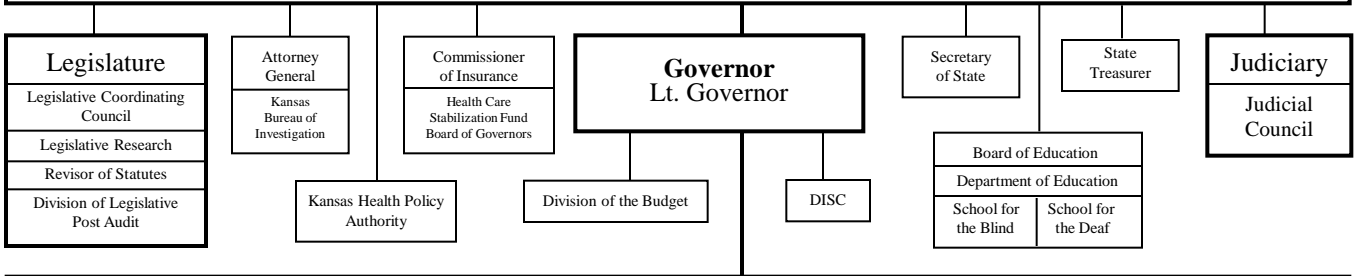 Legislature
Legislative Coordinating
Council
Legislative Research
Revisor of Statutes
Division of Legislative
Post Audit
Attorney
General
Kansas
Bureau of
Investigation
Kansas Health Policy
Authority
Commissioner
of Insurance
Health Care
Stabilization Fund
Board of Governors
Governor
Lt. Governor
Division of the Budget
DISC
Secretary
of State
Board of Education
Department of Education
School for
the Blind
School for
the Deaf
State
Treasurer
Judiciary
Judicial
Council